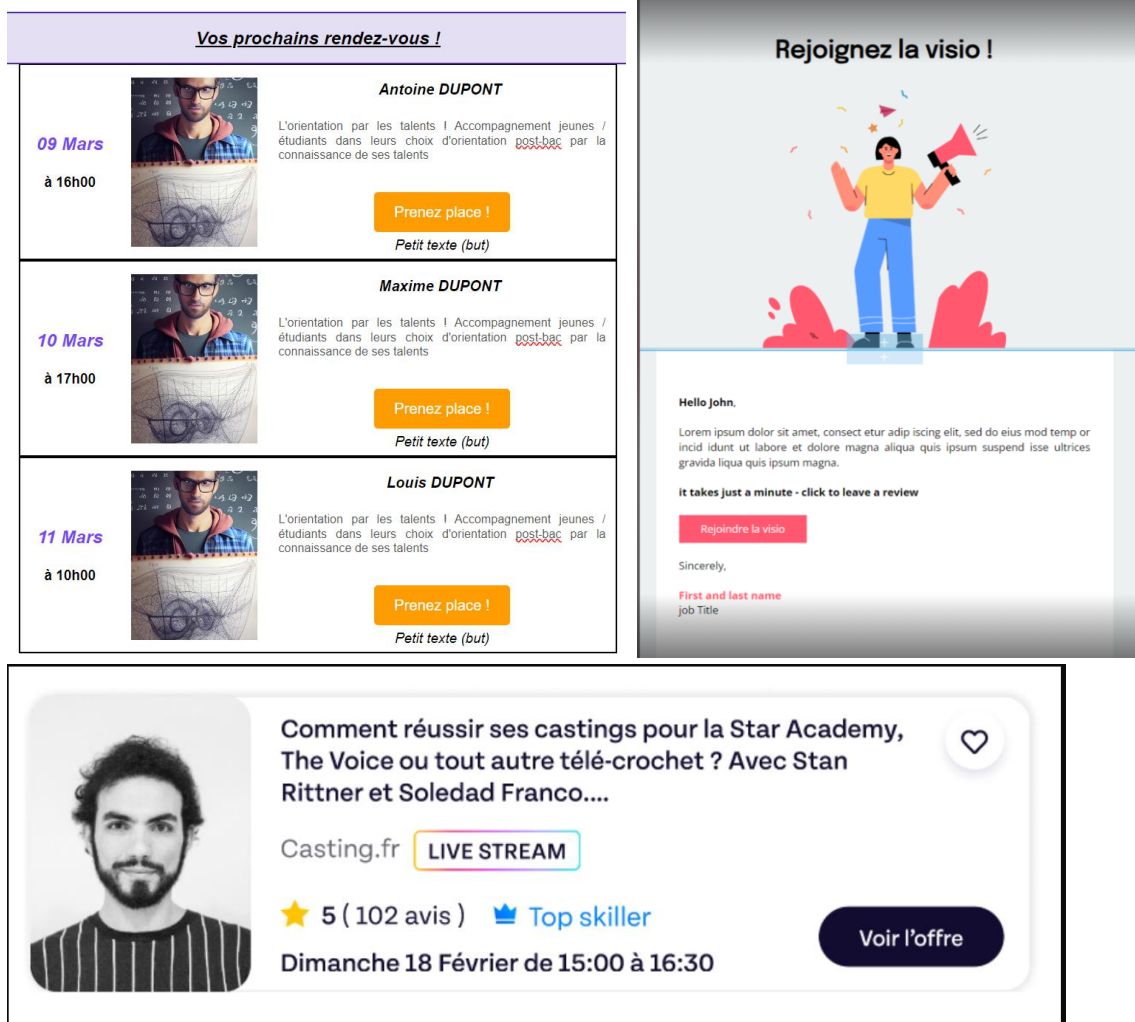 Vos prochains rendez-vous !
09 Mars
à 16h00
Antoine DUPONT
L'orientation par les talents ! Accompagnement jeunes /
étudiants dans leurs choix d'orientation post-bac par la
connaissance de ses talents
Prenez place !
Petit texte (but)
10 Mars
à 17h00
Maxime DUPONT
L'orientation par les talents ! Accompagnement jeunes /
étudiants dans leurs choix d'orientation post-bac par la
connaissance de ses talents
Prenez place !
Petit texte (but)
11 Mars
à 10h00
Louis DUPONT
L'orientation par les talents ! Accompagnement jeunes /
étudiants dans leurs choix d'orientation post-bac par la
connaissance de ses talents
Prenez place !
Petit texte (but)
Rejoignez la visio !
Hello John,
Lorem ipsum dolor sit amet, consect etur adip iscing elit, sed do eius mod temp or
incid idunt ut labore et dolore magna aliqua quis ipsum suspend isse ultrices
gravida liqua quis ipsum magna.
it takes just a minute - click to leave a review
Rejoindre la visio
Sincerely,
First and last name
job Title
Comment réussir ses castings pour la Star Academy,
The Voice ou tout autre télé-crochet ? Avec Stan
Rittner et Soledad Franco....
Casting.fr LIVE STREAM
5 ( 102 avis ) Top skiller
Dimanche 18 Février de 15:00 à 16:30
Voir l'offre